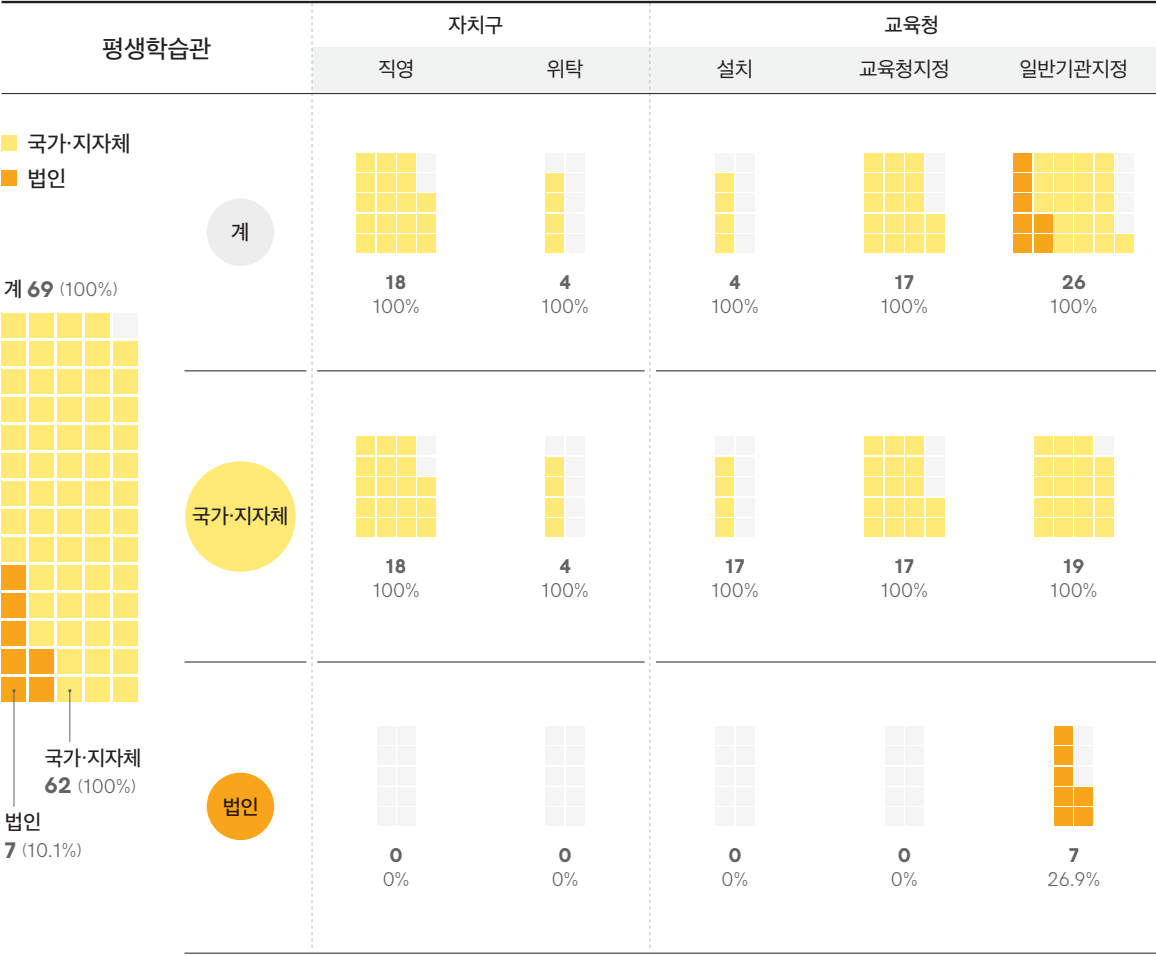 평생학습관
자치구
교육청
직영
위탁
설치
교육청지정
일반기관지정
국가·지자체
법인
계 69 (100%)
국가·지자체
62 (100%)
법인
7 (10.1%)
계
18
100%
4
100%
4
100%
17
100%
26
100%
국가·지자체
18
100%
4
100%
17
100%
17
100%
19
100%
법인
0
0%
0
0%
0
0%
0
0%
7
26.9%